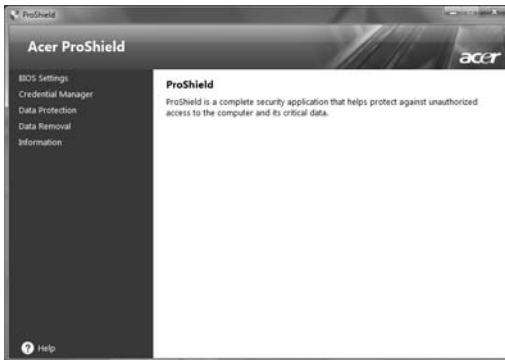 ProShield
Acer ProShield
acer
BIOS Settings
Credential Manager
Data Protection
Data Removal
Information
ProShield
ProShield is a complete security application that helps protect against unauthorized
access to the computer and its critical data.
? Help